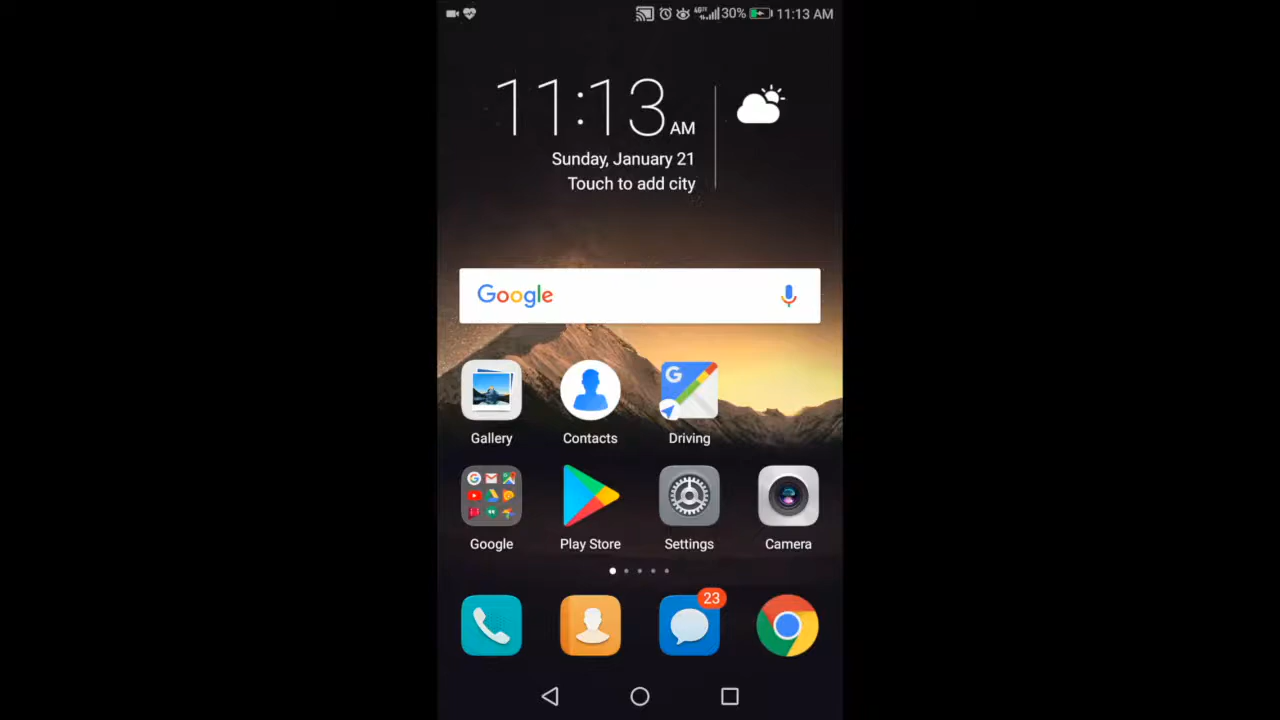 30% 11:13 AM
11:13 AM
Sunday, January 21
Touch to add city
Google
Gallery
Contacts
Driving
Google
Play Store
Settings
Camera
23